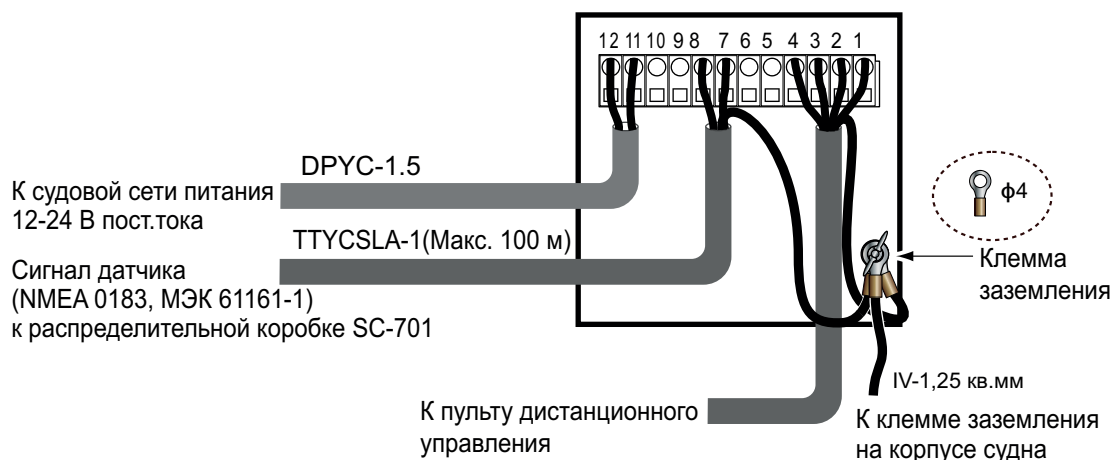 12 11 10 9 8 7 6 5 4 3 2 1
DPYC-1.5
К судовой сети питания
12-24 В пост.тока
TTYCSLA-1(Макс. 100 м)
Сигнал датчика
(NMEA 0183, МЭК 61161-1)
к распределительной коробке SC-701
ф4
Клемма
заземления
IV-1,25 кв.мм
К пульту дистанционного
управления
К клемме заземления
на корпусе судна